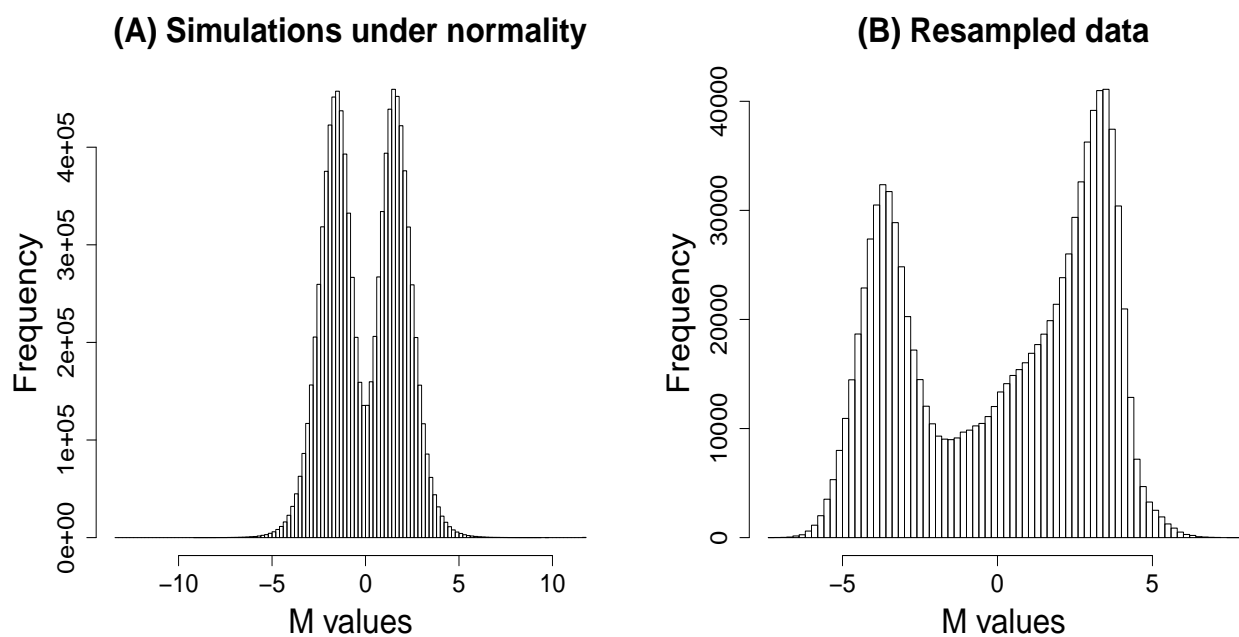 (A) Simulations under normality
Frequency
0e+00 1e+05 2e+05 3e+05 4e+05
−10 −5 0 5 10
M values
(B) Resampled data
Frequency
0 10000 20000 30000 40000
−5 0 5
M values